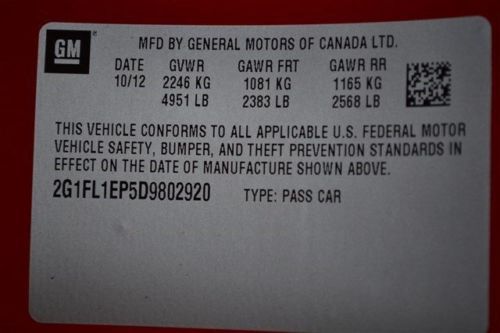 GM
MFD BY GENERAL MOTORS OF CANADA LTD.
DATE GVWR GAWR FRT GAWR RR
10/12 2246 KG 1081 KG 1165 KG
4951 LB 2383 LB 2568 LB
THIS VEHICLE CONFORMS TO ALL APPLICABLE U.S. FEDERAL MOTOR
VEHICLE SAFETY, BUMPER, AND THEFT PREVENTION STANDARDS IN
EFFECT ON THE DATE OF MANUFACTURE SHOWN ABOVE.
2G1FL1EP5D9802920 TYPE: PASS CAR